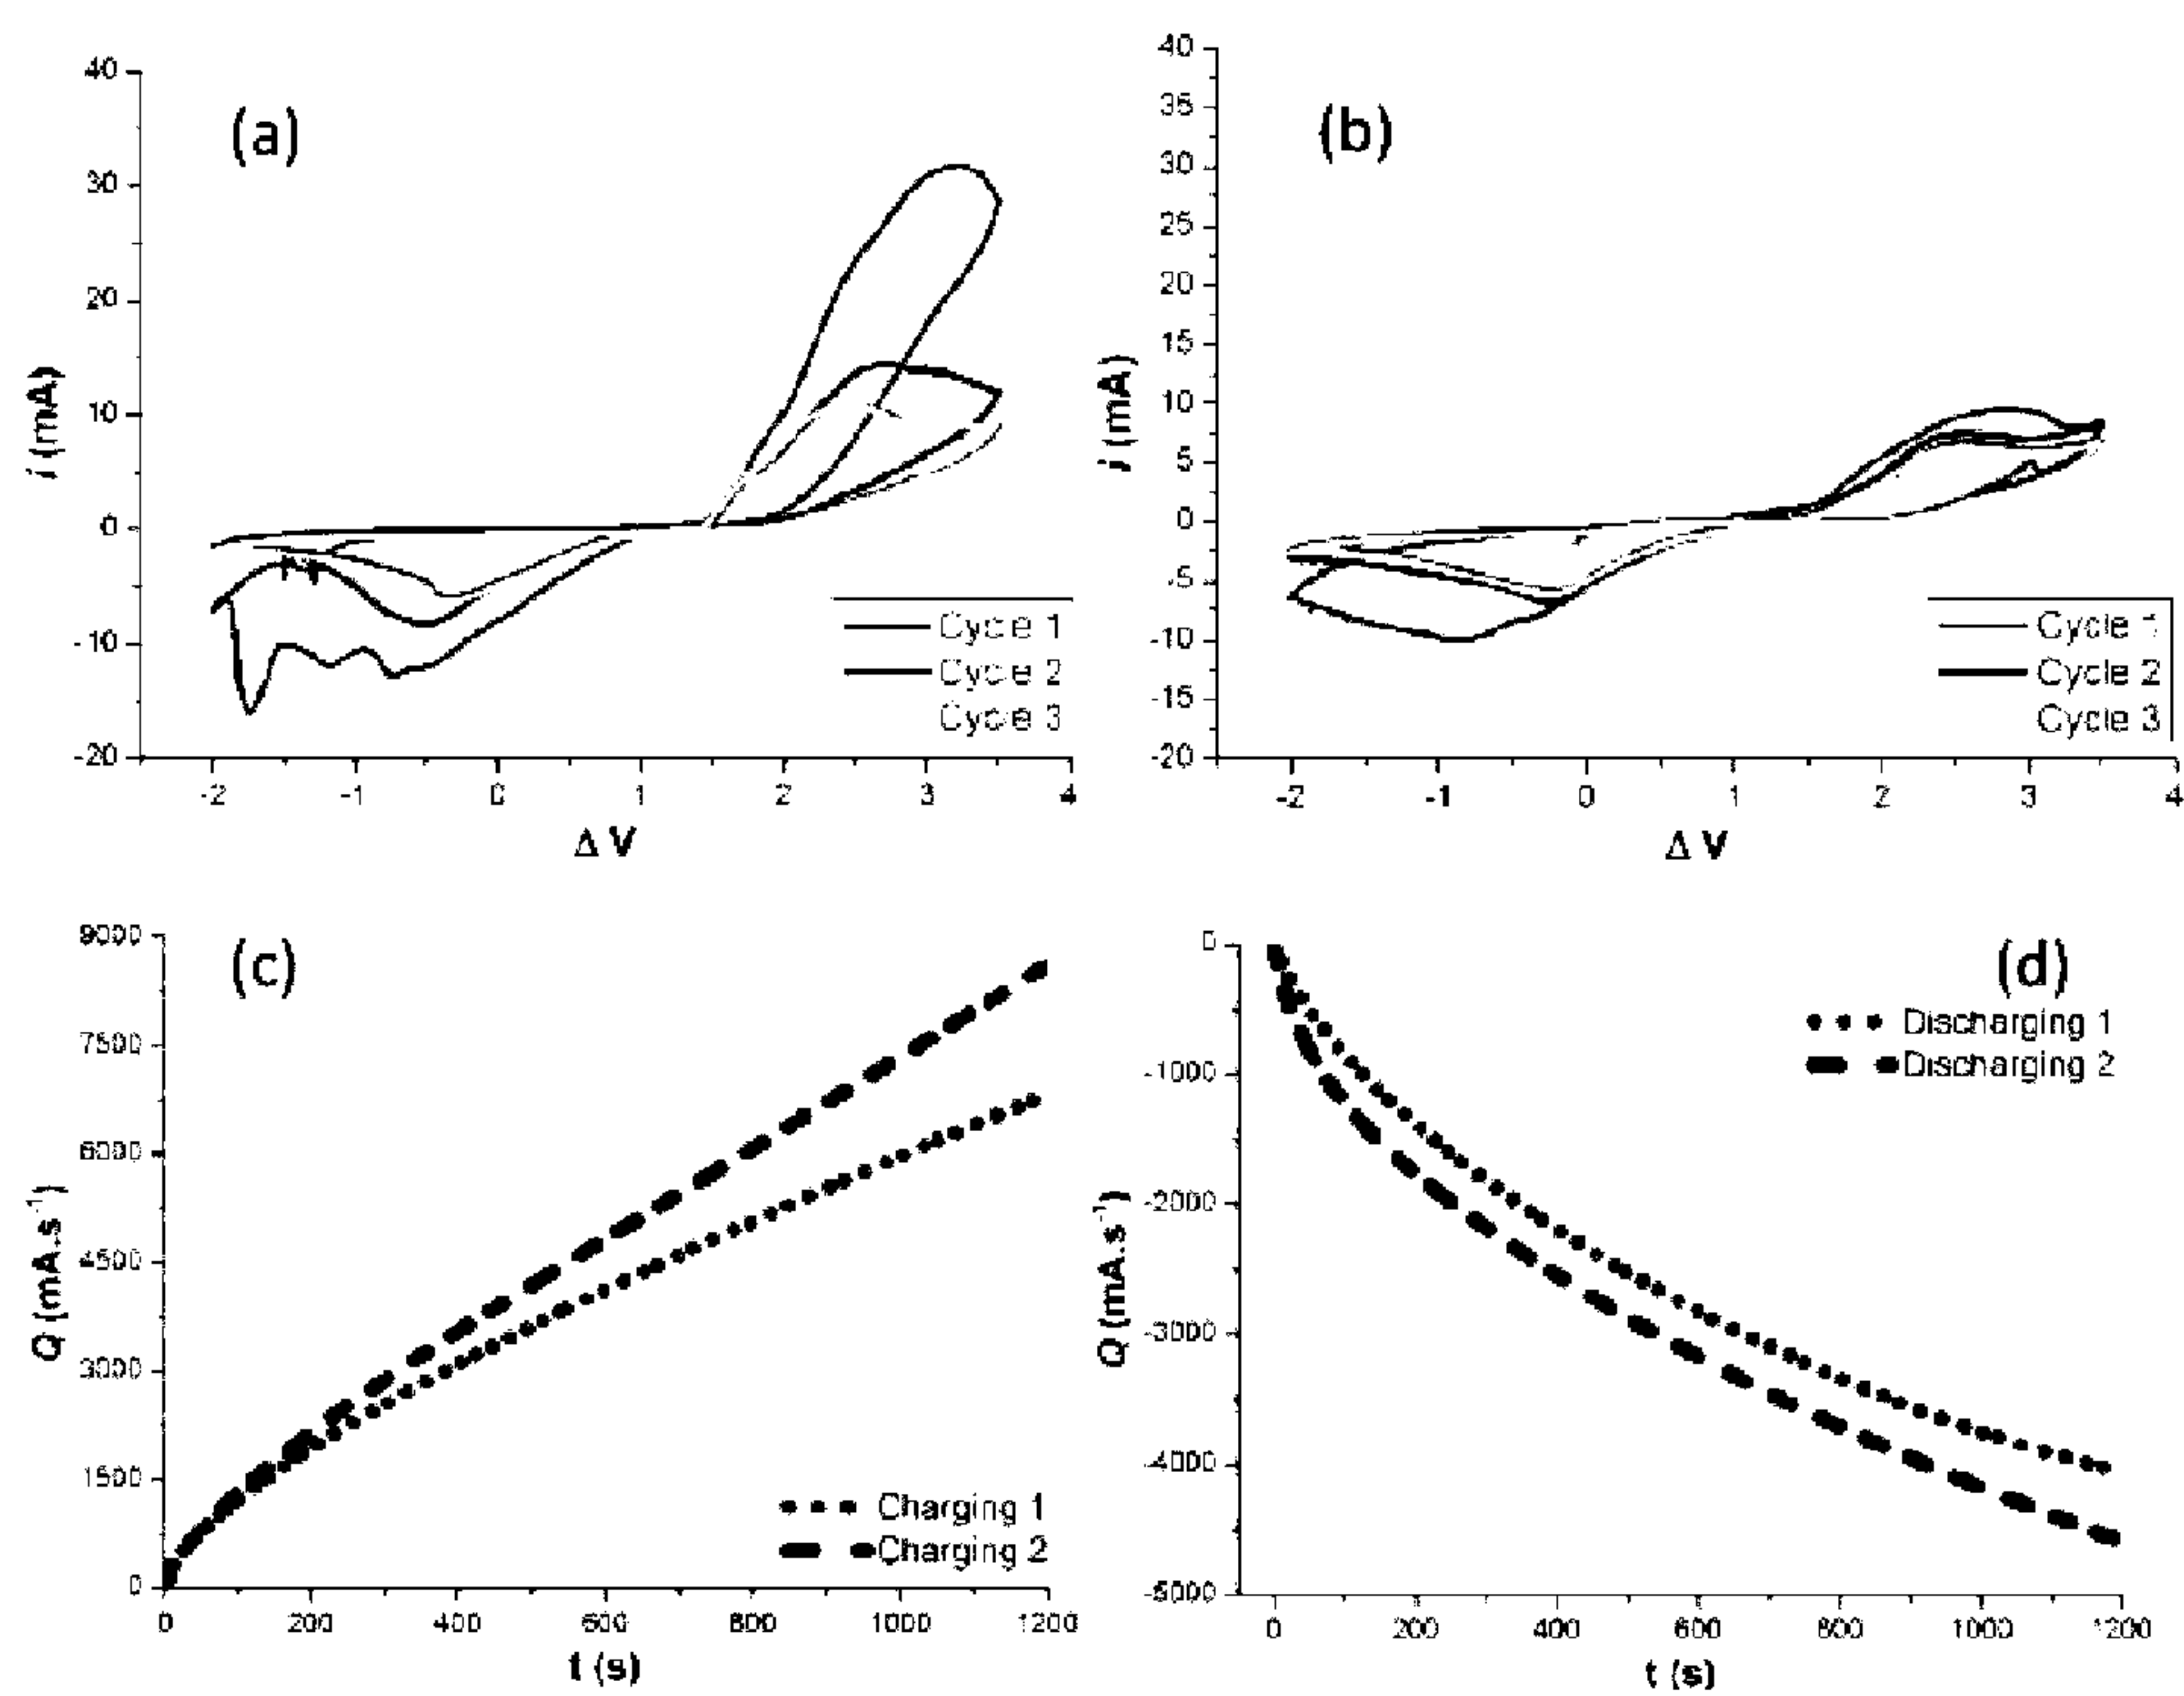 (a)
40
30
20
10
0
-10
-20
-2 -1 0 1 2 3 4
i (mA)
Δ V
Cycle 1
Cycle 2
Cycle 3
(b)
40
35
30
25
20
15
10
5
0
-5
-10
-15
-20
-2 -1 0 1 2 3 4
i (mA)
Δ V
Cycle 1
Cycle 2
Cycle 3
(c)
9000
7500
6000
4500
3000
1500
0
0 200 400 600 800 1000 1200
Q (mA.s⁻¹)
t (s)
Charging 1
Charging 2
(d)
0
-1000
-2000
-3000
-4000
-5000
0 200 400 600 800 1000 1200
Q (mA.s⁻¹)
t (s)
Discharging 1
Discharging 2